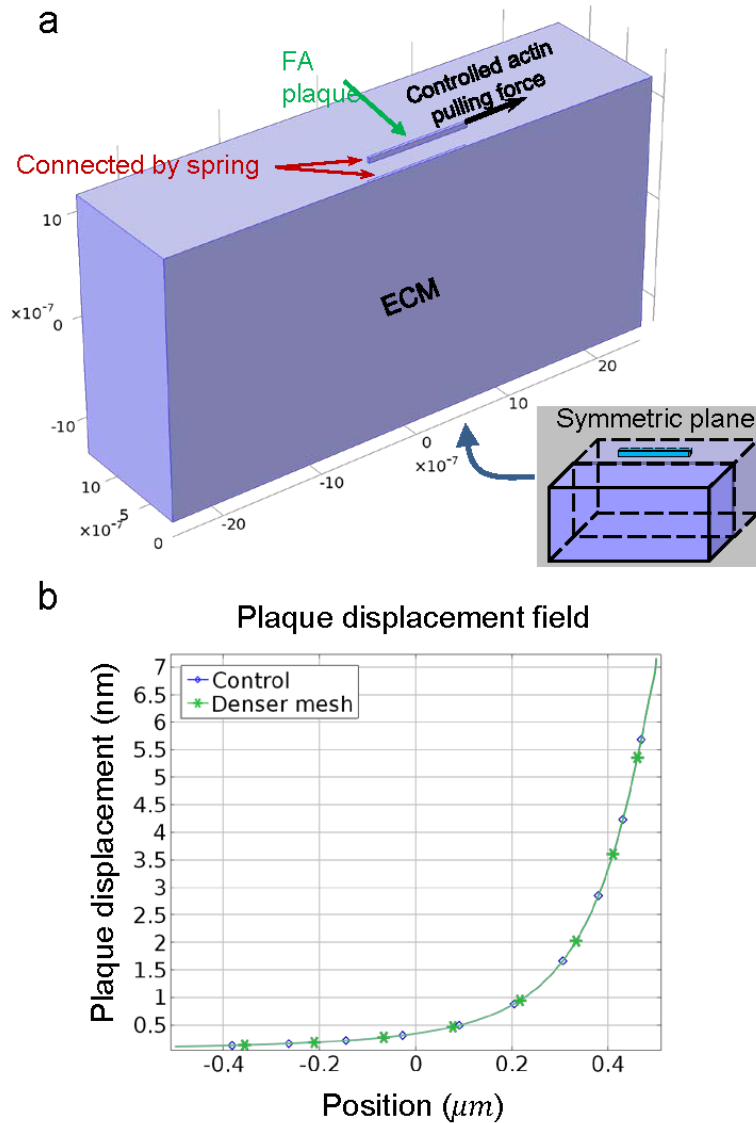 a
FA
plaque
Controlled actin
pulling force
Connected by spring
ECM
10
×10⁻⁷ 0
-10
10
×10⁻⁷ 5
0
-20
-10
0
×10⁻⁷
10
20
Symmetric plane
b
Plaque displacement field
Plaque displacement (nm)
7
6.5
6
5.5
5
4.5
4
3.5
3
2.5
2
1.5
1
0.5
Control
Denser mesh
-0.4 -0.2 0 0.2 0.4
Position (μm)